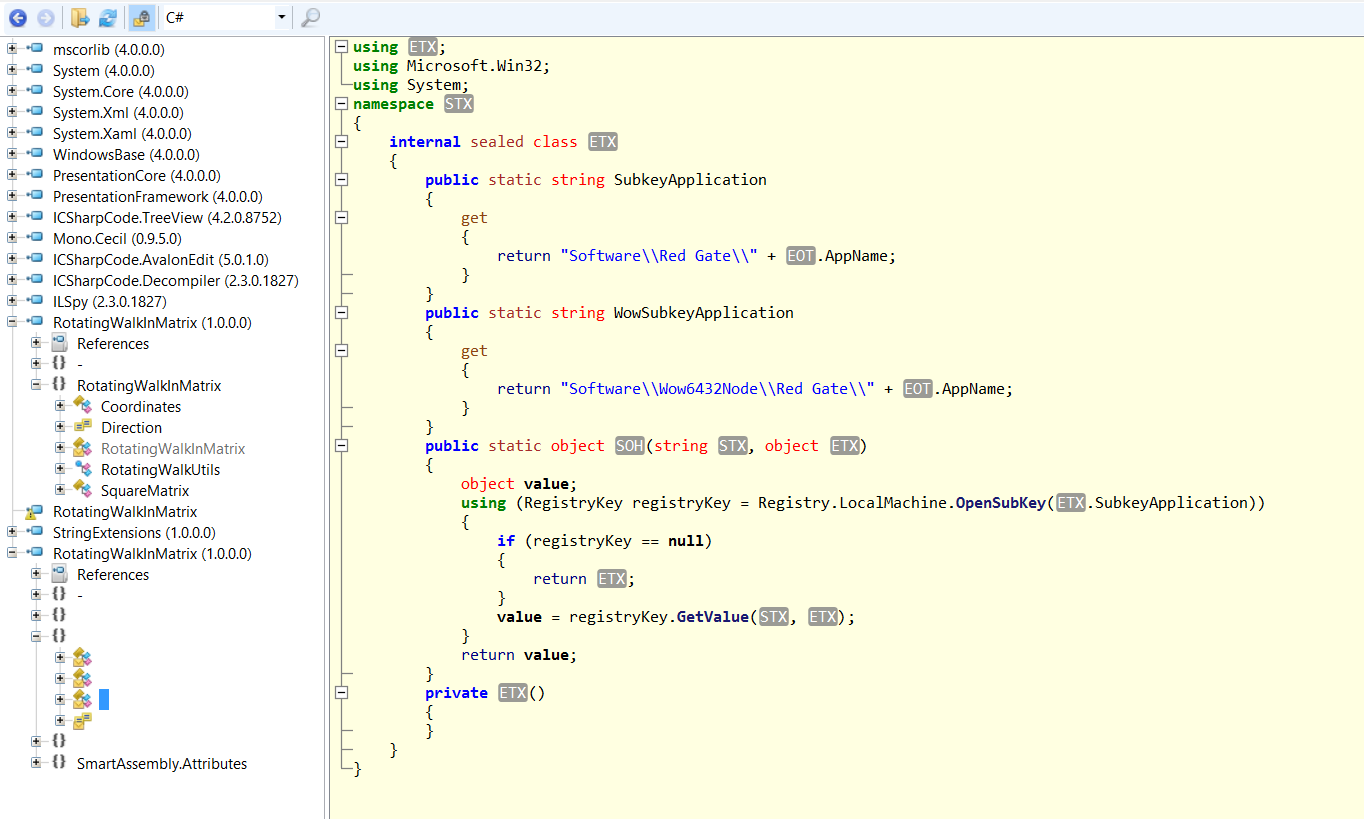 C#
mscorlib (4.0.0.0)
System (4.0.0.0)
System.Core (4.0.0.0)
System.Xml (4.0.0.0)
System.Xaml (4.0.0.0)
WindowsBase (4.0.0.0)
PresentationCore (4.0.0.0)
PresentationFramework (4.0.0.0)
ICSharpCode.TreeView (4.2.0.8752)
Mono.Cecil (0.9.5.0)
ICSharpCode.AvalonEdit (5.0.1.0)
ICSharpCode.Decompiler (2.3.0.1827)
ILSpy (2.3.0.1827)
RotatingWalkInMatrix (1.0.0.0)
References
{} -
{} RotatingWalkInMatrix
Coordinates
Direction
RotatingWalkInMatrix
RotatingWalkUtils
SquareMatrix
RotatingWalkInMatrix
StringExtensions (1.0.0.0)
RotatingWalkInMatrix (1.0.0.0)
References
{} -
{}
{}
{}
{} SmartAssembly.Attributes
using ETX;
using Microsoft.Win32;
using System;
namespace STX
{
internal sealed class ETX
{
public static string SubkeyApplication
{
get
{
return "Software\\Red Gate\\" + EOT.AppName;
}
}
public static string WowSubkeyApplication
{
get
{
return "Software\\Wow6432Node\\Red Gate\\" + EOT.AppName;
}
}
public static object SOH(string STX, object ETX)
{
object value;
using (RegistryKey registryKey = Registry.LocalMachine.OpenSubKey(ETX.SubkeyApplication))
{
if (registryKey == null)
{
return ETX;
}
value = registryKey.GetValue(STX, ETX);
}
return value;
}
private ETX()
{
}
}
}